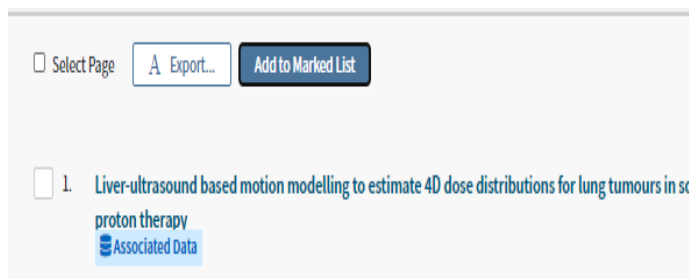 Select Page A Export... Add to Marked List
1. Liver-ultrasound based motion modelling to estimate 4D dose distributions for lung tumours in
proton therapy
Associated Data